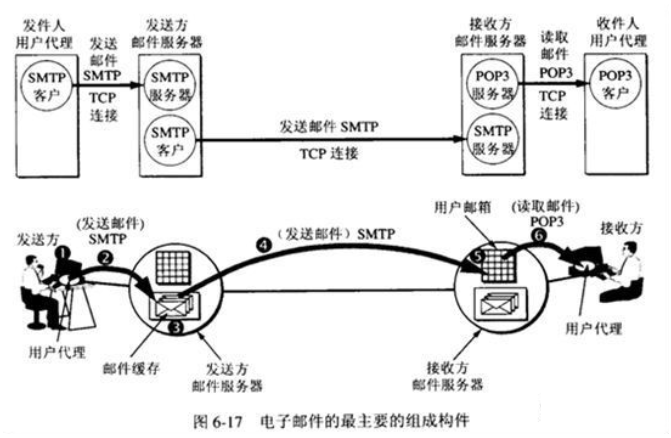 发件人
用户代理
发送
邮件
SMTP
TCP
连接
发送方
邮件服务器
接收方
邮件服务器
读取
邮件
POP3
TCP
连接
收件人
用户代理
SMTP
客户
SMTP
服务器
SMTP
客户
发送邮件 SMTP
TCP 连接
POP3
服务器
SMTP
服务器
POP3
客户
发送方
(发送邮件)
SMTP
(发送邮件) SMTP
用户邮箱
(读取邮件)
POP3
接收方
❶
❷
❸
❹
❺
❻
用户代理
邮件缓存
发送方
邮件服务器
接收方
邮件服务器
用户代理
图 6-17 电子邮件的最主要的组成构件